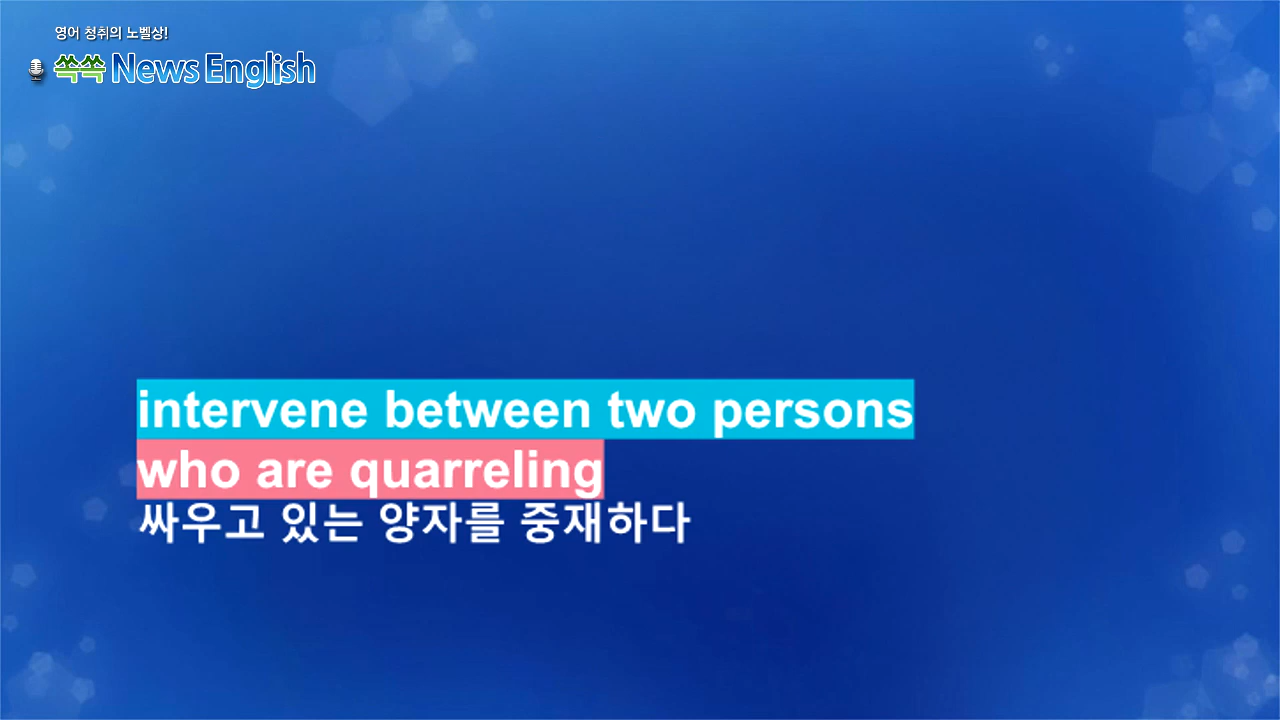 영어 청취의 노벨상!
쏙쏙 News English
intervene between two persons
who are quarreling
싸우고 있는 양자를 중재하다